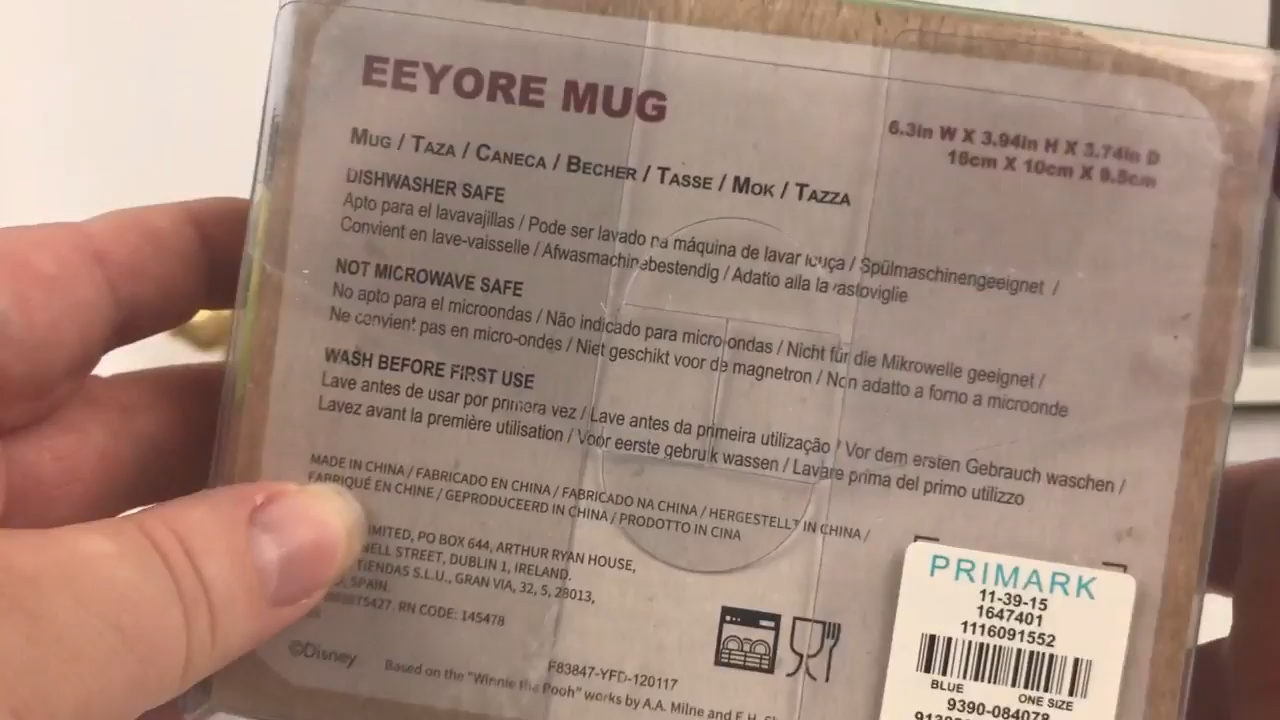 EEYORE MUG
6.3in W X 3.94in H X 3.74in D
16cm X 10cm X 9.5cm
MUG / TAZA / CANECA / BECHER / TASSE / MOK / TAZZA
DISHWASHER SAFE
Apto para el lavavajillas / Pode ser lavado na máquina de lavar louça / Spülmaschinengeeignet /
Convient en lave-vaisselle / Afwasmachinebestendig / Adatio alla la rastoviglie
NOT MICROWAVE SAFE
No apto para el microondas / Não indicado para micro-ondas / Nicht für die Mikrowelle geeignet /
Ne convient pas en micro-ondes / Niet geschikt voor de magnetron / Non adatto a forno a microonde
WASH BEFORE FIRST USE
Lave antes de usar por primera vez / Lave antes da primeira utilização / Vor dem ersten Gebrauch waschen /
Lavez avant la première utilisation / Voor eerste gebruik wassen / Lavare prima del primo utilizzo
MADE IN CHINA / FABRICADO EN CHINA / FABRICADO NA CHINA / HERGESTELLT IN CHINA /
FABRIQUÉ EN CHINE / GEPRODUCEERD IN CHINA / PRODOTTO IN CINA
PO BOX 644, ARTHUR RYAN HOUSE,
STREET, DUBLIN 1, IRELAND.
TIENDAS S.L.U., GRAN VIA, 32, 5, 28013,
SPAIN.
RN CODE: 145478
©Disney
F83847-YFD-120117
Based on the "Winnie the Pooh" works by A.A. Milne and
PRIMARK
11-39-15
1647401
1116091552
BLUE ONE SIZE
9390-084078